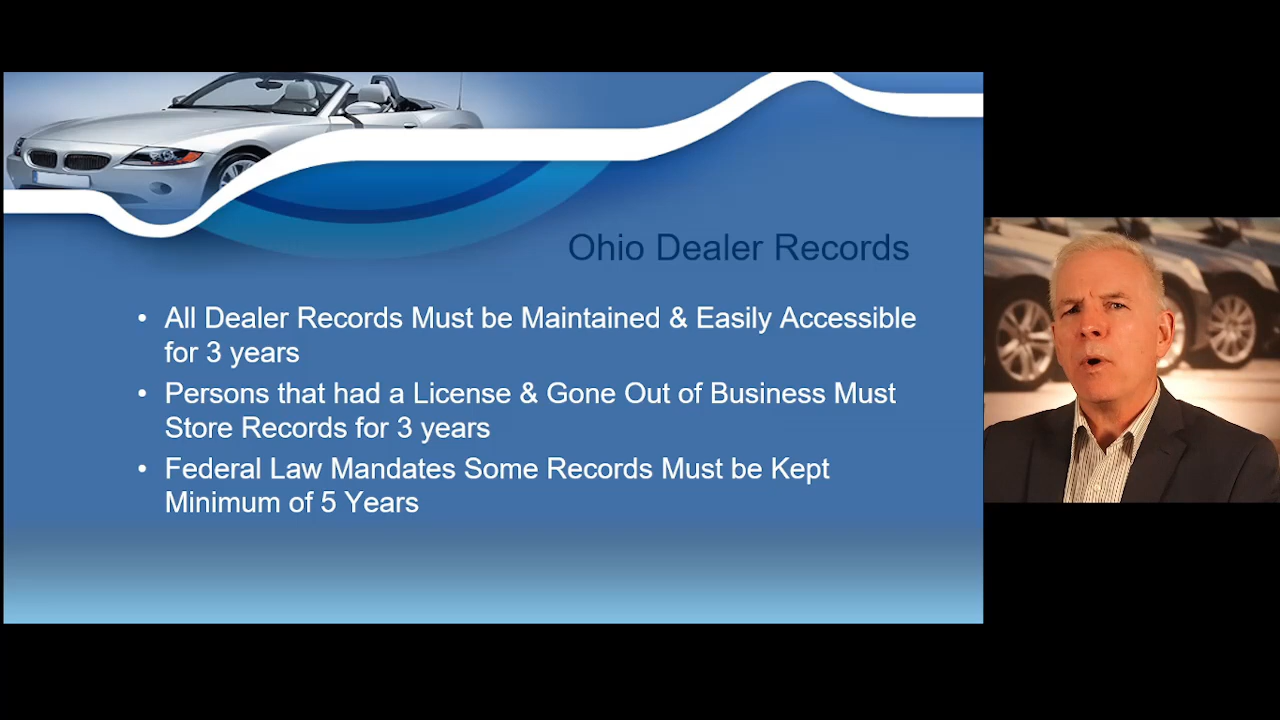 Ohio Dealer Records
• All Dealer Records Must be Maintained & Easily Accessible
for 3 years
• Persons that had a License & Gone Out of Business Must
Store Records for 3 years
• Federal Law Mandates Some Records Must be Kept
Minimum of 5 Years